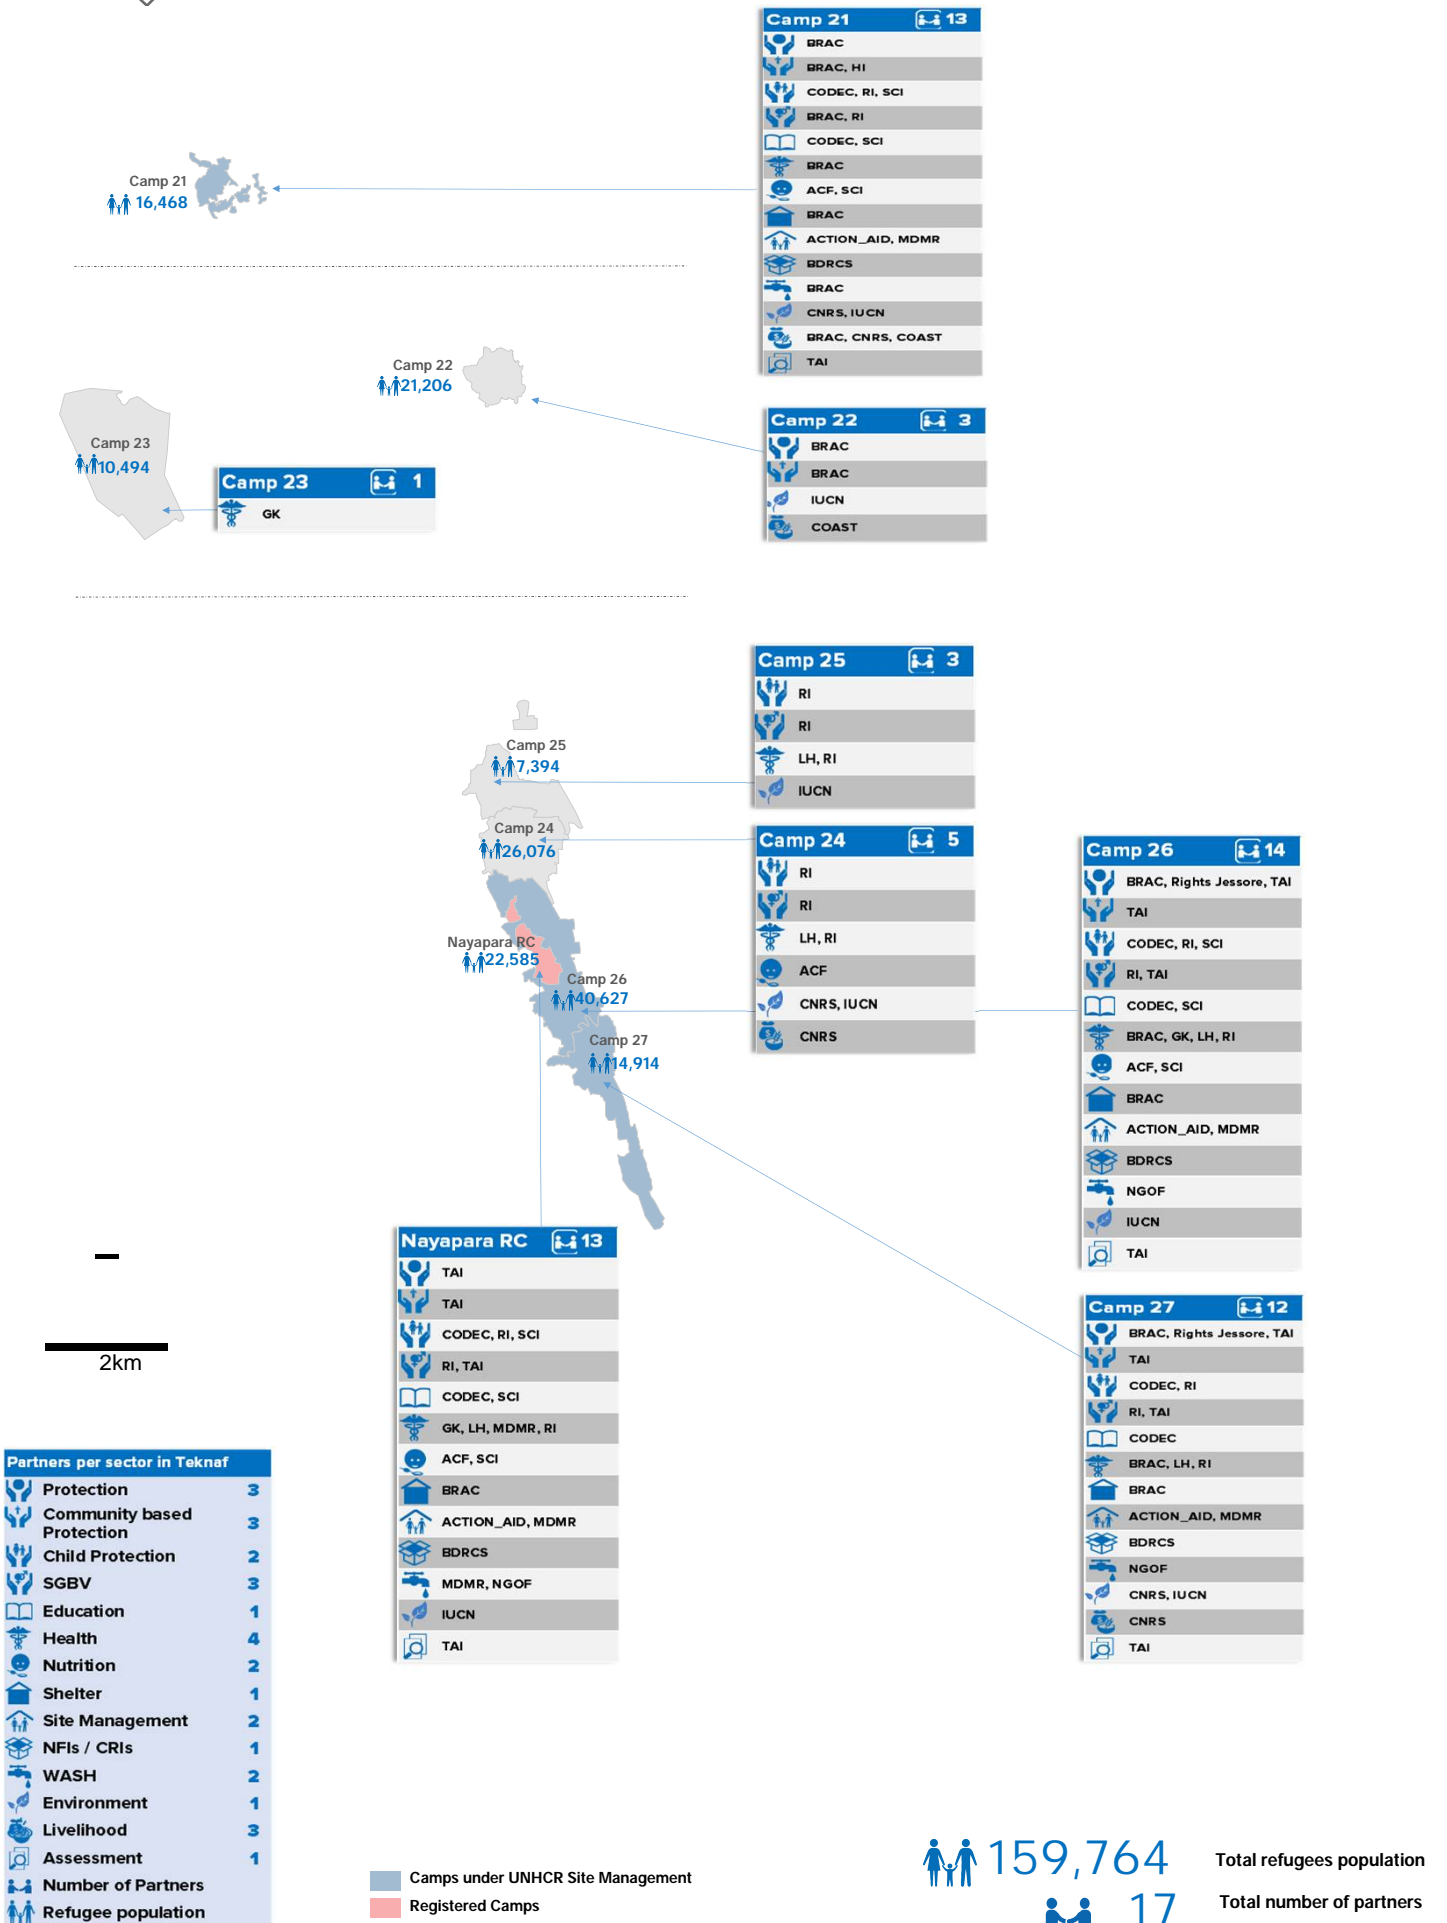 Camp 21 13
BRAC
BRAC, HI
CODEC, RI, SCI
BRAC, RI
CODEC, SCI
BRAC
ACF, SCI
BRAC
ACTION_AID, MDMR
BDRCS
BRAC
CNRS, IUCN
BRAC, CNRS, COAST
TAI
Camp 21
16,468
Camp 22
21,206
Camp 22 3
BRAC
BRAC
IUCN
COAST
Camp 23
10,494
Camp 23 1
GK
Camp 25 3
RI
RI
LH, RI
IUCN
Camp 25
7,394
Camp 24
26,076
Camp 24 5
RI
RI
LH, RI
ACF
CNRS, IUCN
CNRS
Nayapara RC
22,585
Camp 26
40,627
Camp 27
14,914
Camp 26 14
BRAC, Rights Jessore, TAI
TAI
CODEC, RI, SCI
RI, TAI
CODEC, SCI
BRAC, GK, LH, RI
ACF, SCI
BRAC
ACTION_AID, MDMR
BDRCS
NGOF
IUCN
TAI
Nayapara RC 13
TAI
TAI
CODEC, RI, SCI
RI, TAI
CODEC, SCI
GK, LH, MDMR, RI
ACF, SCI
BRAC
ACTION_AID, MDMR
BDRCS
MDMR, NGOF
IUCN
TAI
Camp 27 12
BRAC, Rights Jessore, TAI
TAI
CODEC, RI
RI, TAI
CODEC
BRAC, LH, RI
BRAC
ACTION_AID, MDMR
BDRCS
NGOF
CNRS, IUCN
CNRS
TAI
2km
Partners per sector in Teknaf
Protection 3
Community based
Protection 3
Child Protection 2
SGBV 3
Education 1
Health 4
Nutrition 2
Shelter 1
Site Management 2
NFIs / CRIs 1
WASH 2
Environment 1
Livelihood 3
Assessment 1
Number of Partners
Refugee population
Camps under UNHCR Site Management
Registered Camps
159,764 Total refugees population
17 Total number of partners